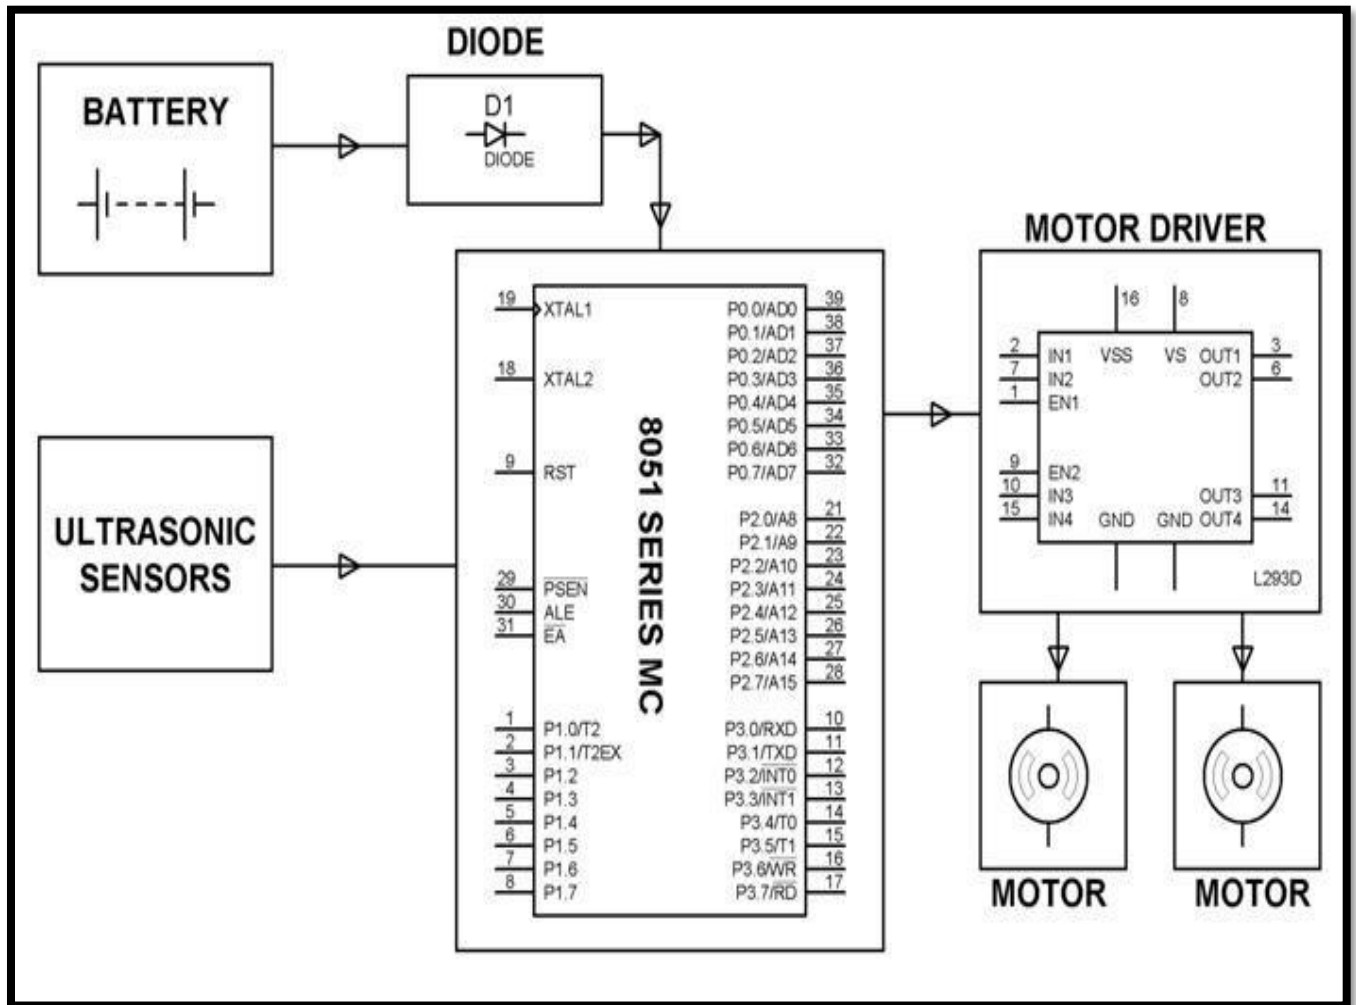 DIODE
BATTERY
D1
DIODE
MOTOR DRIVER
ULTRASONIC
SENSORS
8051 SERIES MC
19 XTAL1
18 XTAL2
9 RST
29 PSEN
30 ALE
31 EA
1 P1.0/T2
2 P1.1/T2EX
3 P1.2
4 P1.3
5 P1.4
6 P1.5
7 P1.6
8 P1.7
P0.0/AD0 39
P0.1/AD1 38
P0.2/AD2 37
P0.3/AD3 36
P0.4/AD4 35
P0.5/AD5 34
P0.6/AD6 33
P0.7/AD7 32
P2.0/A8 21
P2.1/A9 22
P2.2/A10 23
P2.3/A11 24
P2.4/A12 25
P2.5/A13 26
P2.6/A14 27
P2.7/A15 28
P3.0/RXD 10
P3.1/TXD 11
P3.2/INT0 12
P3.3/INT1 13
P3.4/T0 14
P3.5/T1 15
P3.6/WR 16
P3.7/RD 17
16 8
2 IN1 VSS VS OUT1 3
7 IN2 OUT2 6
1 EN1
9 EN2
10 IN3 OUT3 11
15 IN4 GND GND OUT4 14
L293D
MOTOR MOTOR